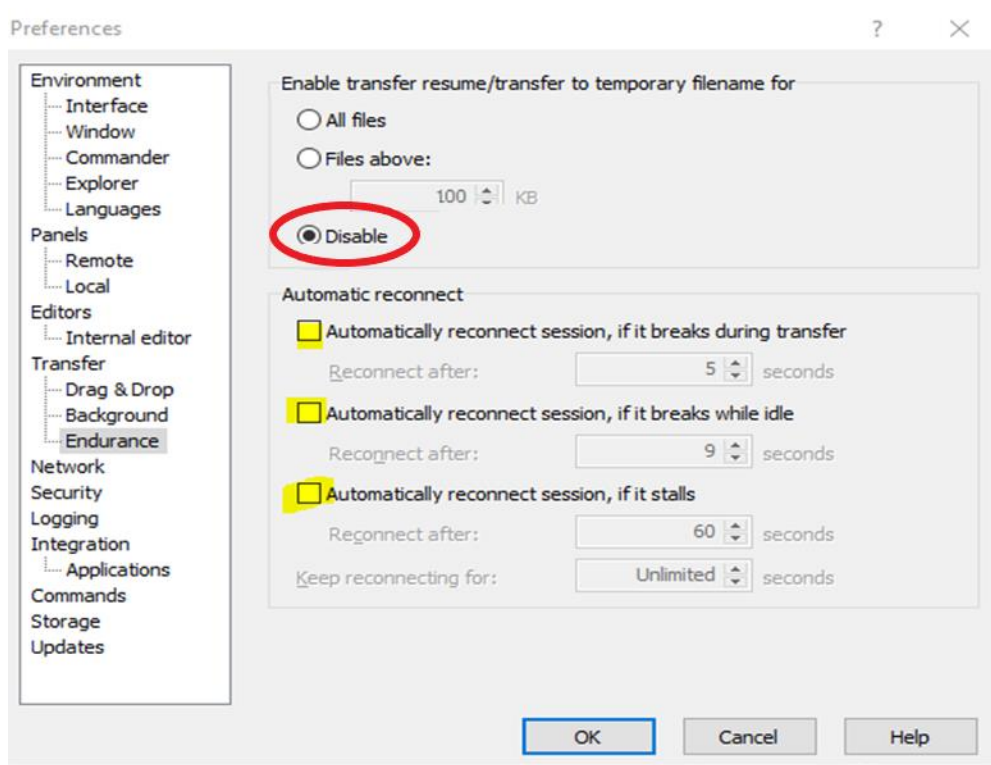 Preferences
?
Environment
Interface
Window
Commander
Explorer
Languages
Panels
Remote
Local
Editors
Internal editor
Transfer
Drag & Drop
Background
Endurance
Network
Security
Logging
Integration
Applications
Commands
Storage
Updates
Enable transfer resume/transfer to temporary filename for
All files
Files above:
100 KB
Disable
Automatic reconnect
Automatically reconnect session, if it breaks during transfer
Reconnect after: 5 seconds
Automatically reconnect session, if it breaks while idle
Reconnect after: 9 seconds
Automatically reconnect session, if it stalls
Reconnect after: 60 seconds
Keep reconnecting for: Unlimited seconds
OK Cancel Help